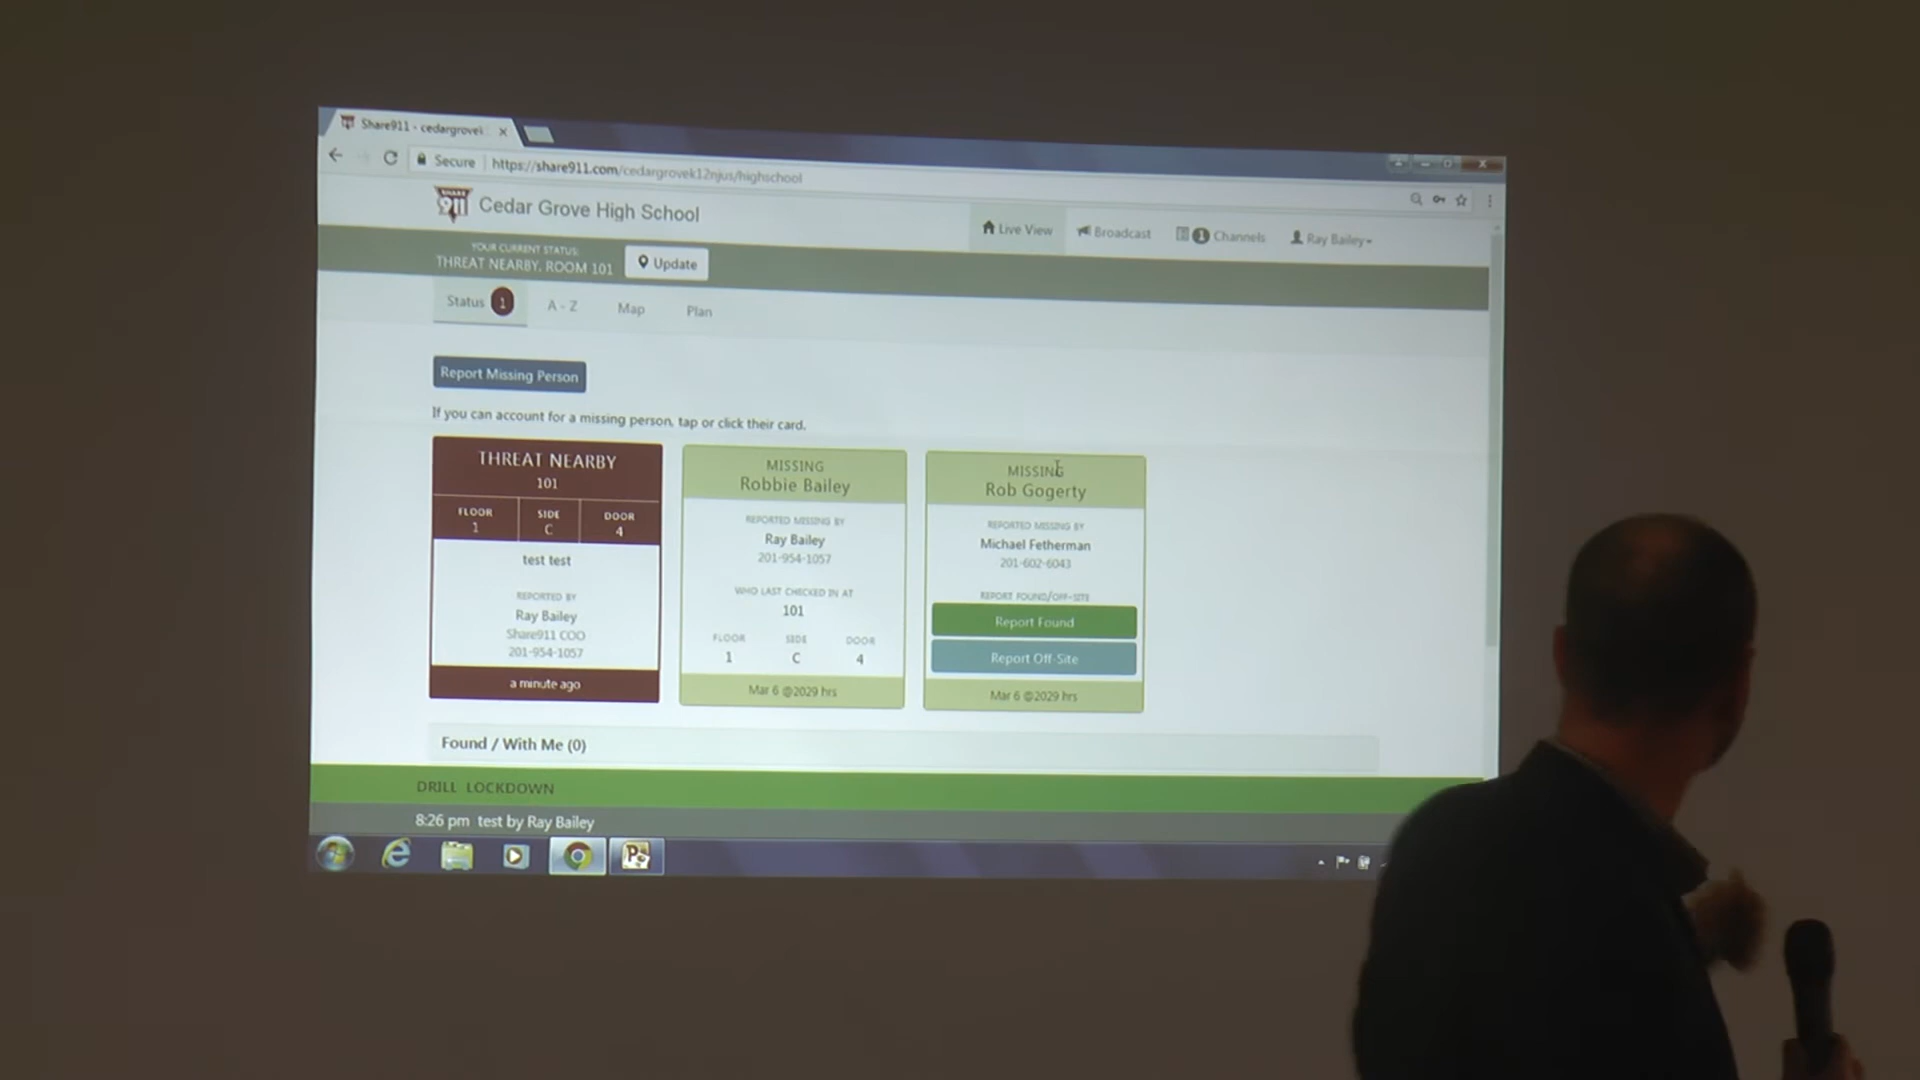 Share911 - cedargrovel
Secure https://share911.com/cedargrovek12njus/highschool
SHARE 911 Cedar Grove High School
Live View Broadcast 1 Channels Ray Bailey
YOUR CURRENT STATUS:
THREAT NEARBY, ROOM 101 Update
Status 1 A - Z Map Plan
Report Missing Person
If you can account for a missing person, tap or click their card.
THREAT NEARBY
101
FLOOR SIDE DOOR
1 C 4
test test
REPORTED BY
Ray Bailey
Share911 COO
201-954-1057
a minute ago
MISSING
Robbie Bailey
REPORTED MISSING BY
Ray Bailey
201-954-1057
WHO LAST CHECKED IN AT
101
FLOOR SIDE DOOR
1 C 4
Mar 6 @2029 hrs
MISSING
Rob Gogerty
REPORTED MISSING BY
Michael Fetherman
201-602-6043
REPORT FOUND/OFF-SITE
Report Found
Report Off-Site
Mar 6 @2029 hrs
Found / With Me (0)
DRILL LOCKDOWN
8:26 pm test by Ray Bailey